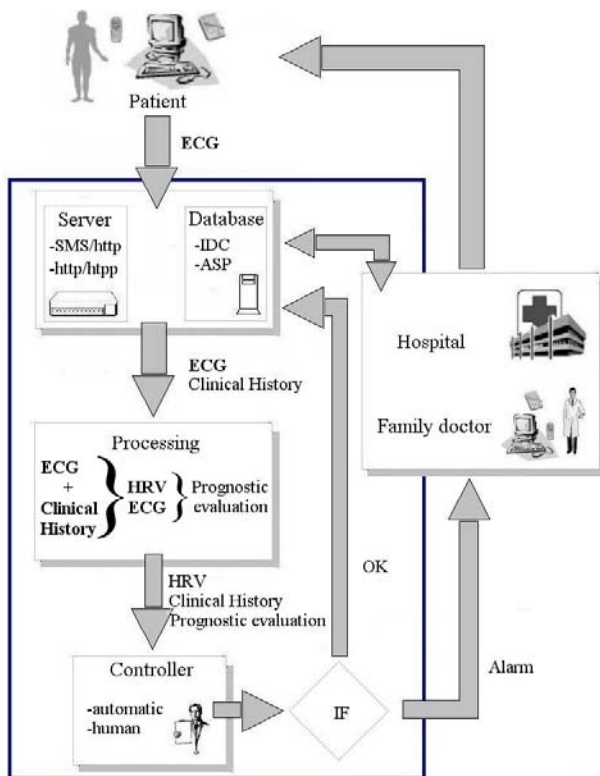 Patient
ECG
Server
-SMS/http
-http/htpp
Database
-IDC
-ASP
ECG
Clinical History
Hospital
Family doctor
Processing
ECG
+
Clinical
History
HRV
ECG
Prognostic
evaluation
OK
HRV
Clinical History
Prognostic evaluation
Controller
-automatic
-human
IF
Alarm